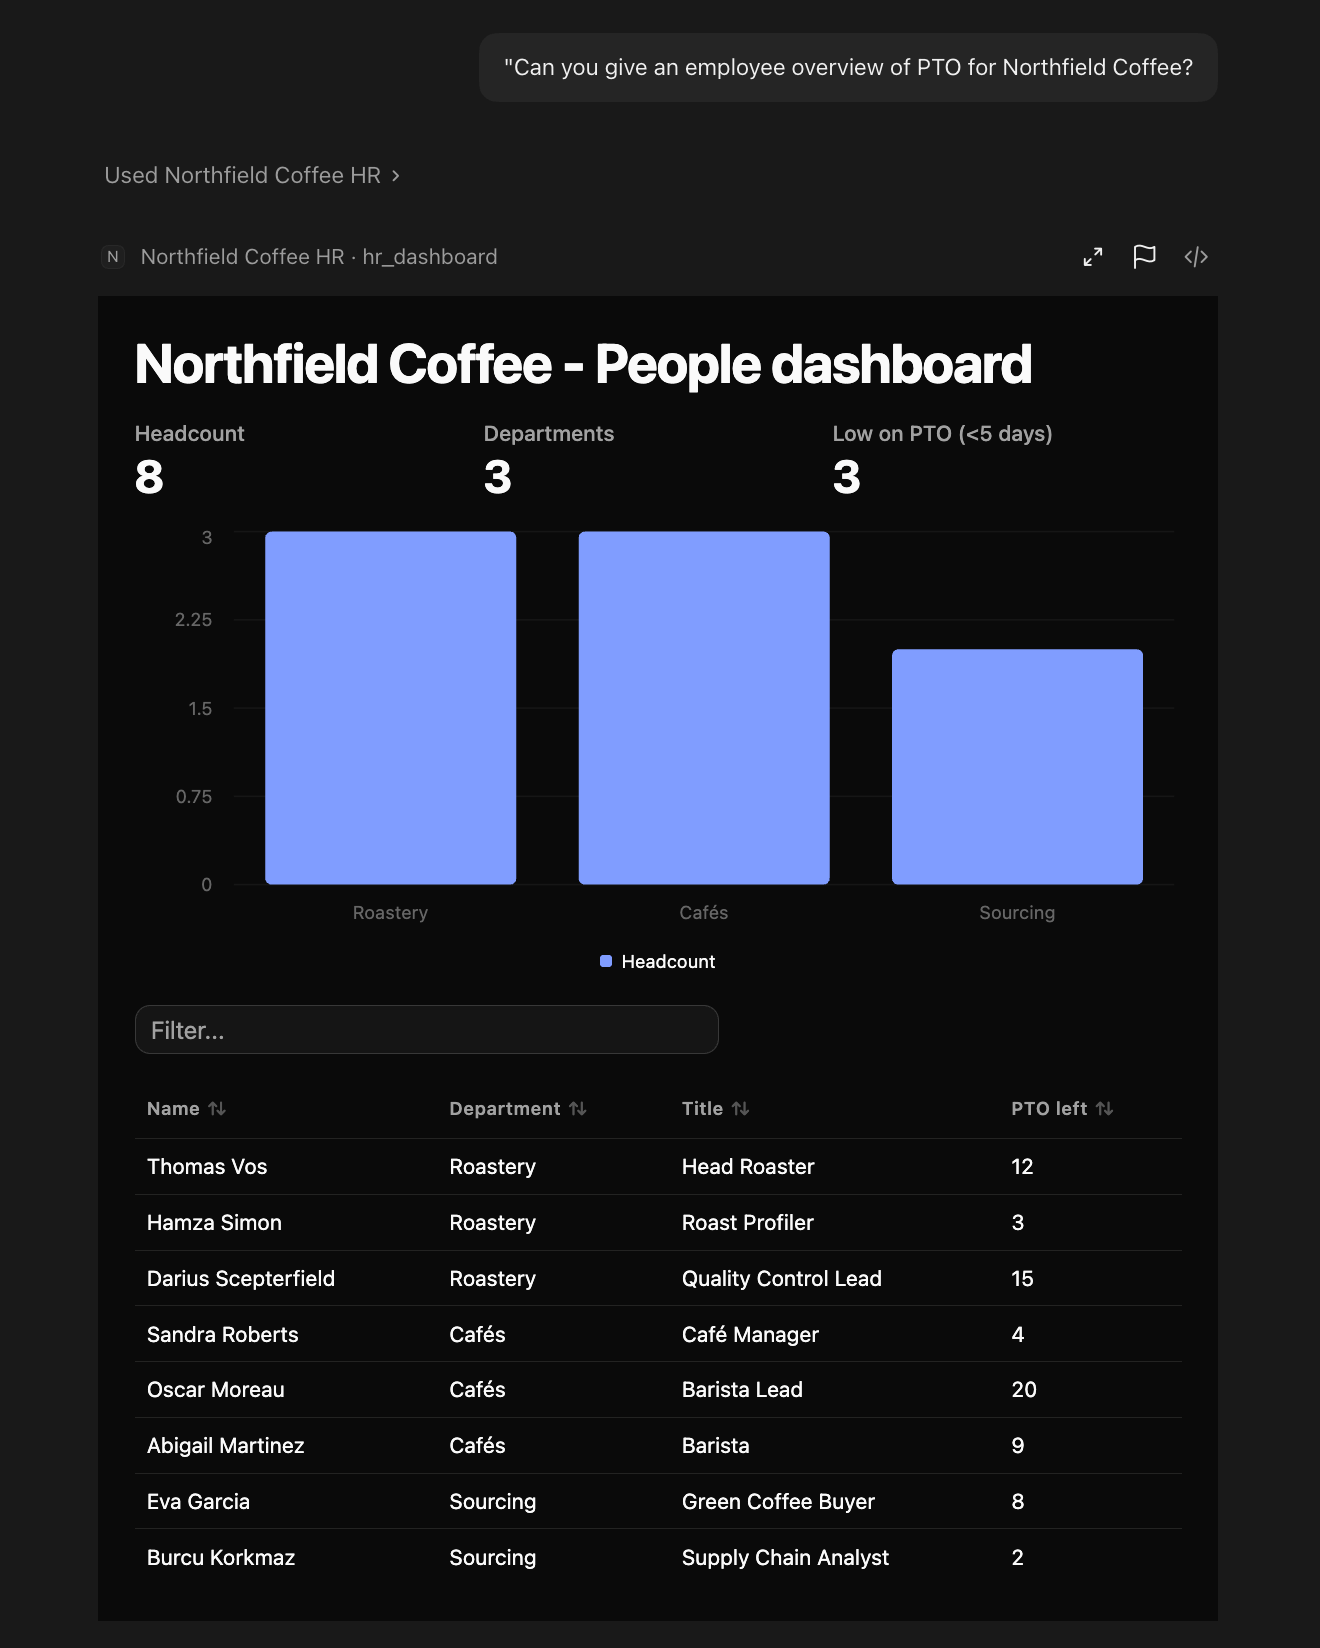 "Can you give an employee overview of PTO for Northfield Coffee?
Used Northfield Coffee HR
N Northfield Coffee HR · hr_dashboard
Northfield Coffee - People dashboard
Headcount Departments Low on PTO (<5 days)
8 3 3
3
2.25
1.5
0.75
0
Roastery Cafés Sourcing
Headcount
Filter...
Name Department Title PTO left
Thomas Vos Roastery Head Roaster 12
Hamza Simon Roastery Roast Profiler 3
Darius Scepterfield Roastery Quality Control Lead 15
Sandra Roberts Cafés Café Manager 4
Oscar Moreau Cafés Barista Lead 20
Abigail Martinez Cafés Barista 9
Eva Garcia Sourcing Green Coffee Buyer 8
Burcu Korkmaz Sourcing Supply Chain Analyst 2